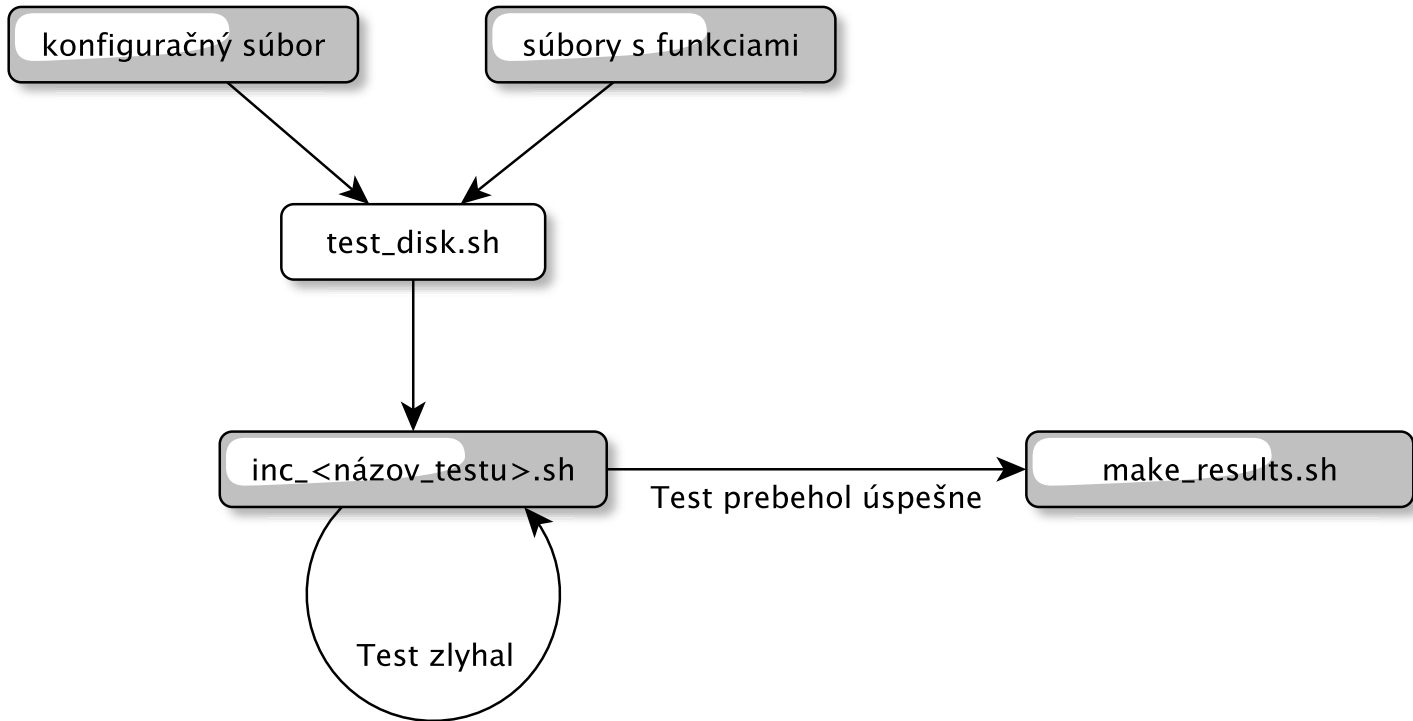 konfiguračný súbor
súbory s funkciami
test_disk.sh
inc_<názov_testu>.sh
Test prebehol úspešne
make_results.sh
Test zlyhal